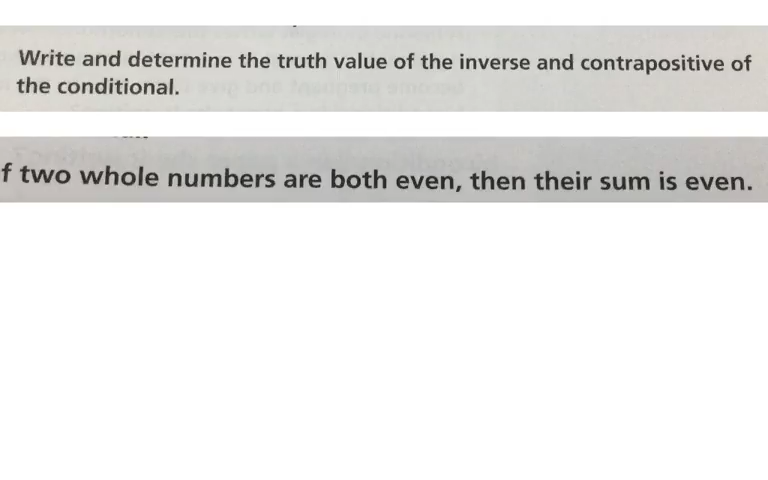 Write and determine the truth value of the inverse and contrapositive of
the conditional.
f two whole numbers are both even, then their sum is even.